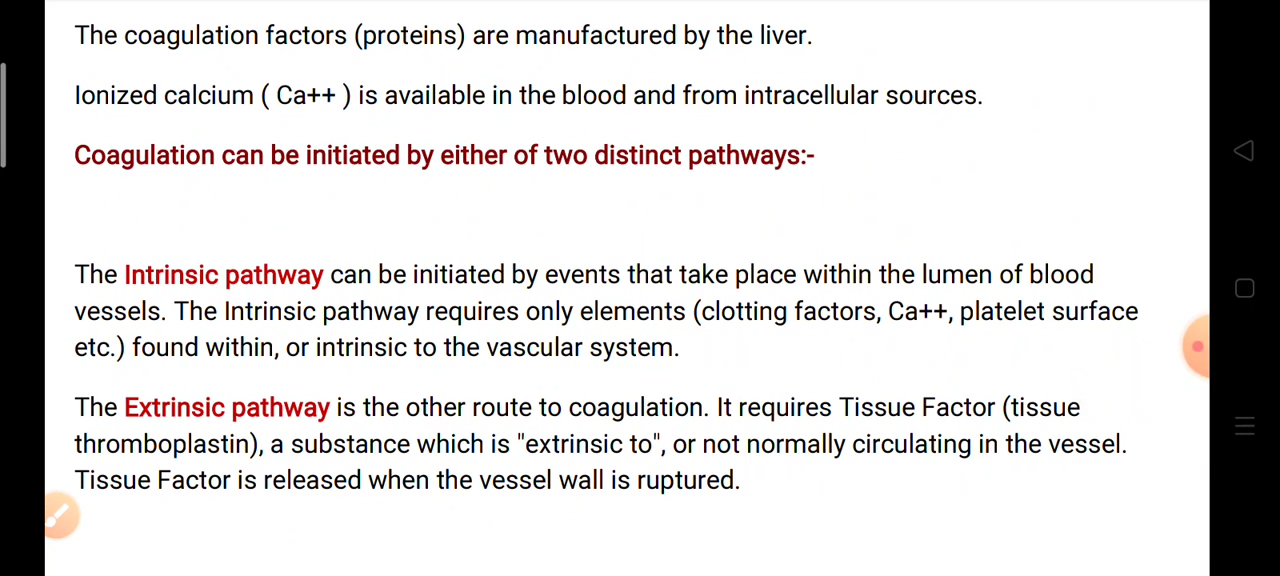 The coagulation factors (proteins) are manufactured by the liver.
Ionized calcium ( Ca++ ) is available in the blood and from intracellular sources.
Coagulation can be initiated by either of two distinct pathways:-
The Intrinsic pathway can be initiated by events that take place within the lumen of blood
vessels. The Intrinsic pathway requires only elements (clotting factors, Ca++, platelet surface
etc.) found within, or intrinsic to the vascular system.
The Extrinsic pathway is the other route to coagulation. It requires Tissue Factor (tissue
thromboplastin), a substance which is "extrinsic to", or not normally circulating in the vessel.
Tissue Factor is released when the vessel wall is ruptured.